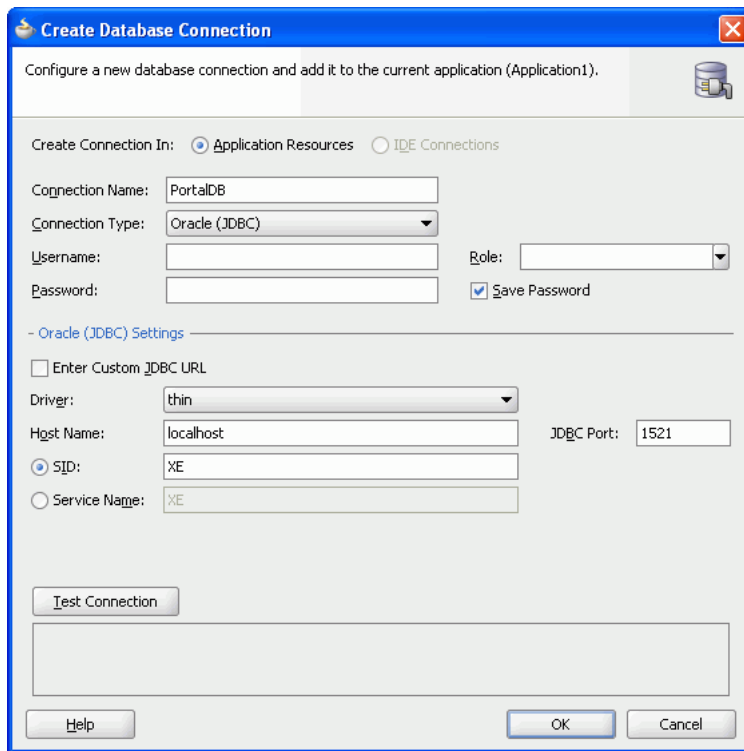 Create Database Connection
Configure a new database connection and add it to the current application (Application1).
Create Connection In: Application Resources IDE Connections
Connection Name: PortalDB
Connection Type: Oracle (JDBC)
Username: Role:
Password: Save Password
- Oracle (JDBC) Settings
Enter Custom JDBC URL
Driver: thin
Host Name: localhost JDBC Port: 1521
SID: XE
Service Name: XE
Test Connection
Help OK Cancel